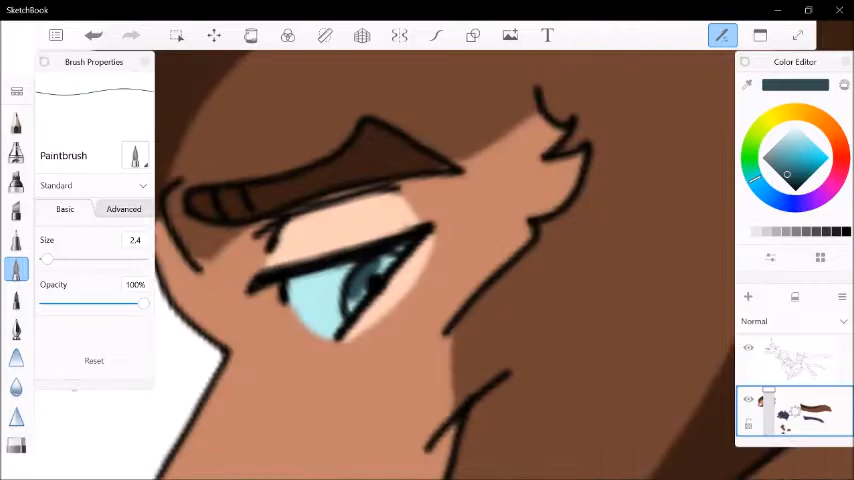 SketchBook
T
Brush Properties
Color Editor
Paintbrush
Standard
Basic Advanced
Size 2.4
Opacity 100%
Reset
Normal